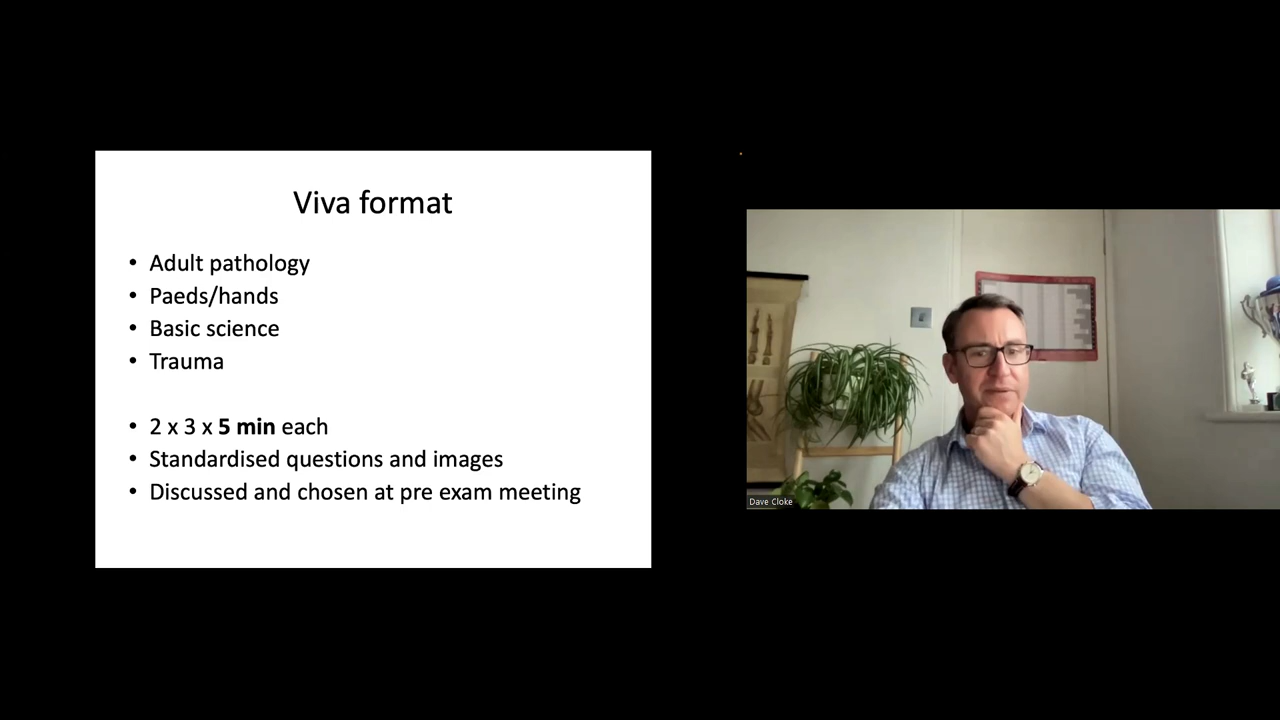 Viva format
• Adult pathology
• Paeds/hands
• Basic science
• Trauma
• 2 x 3 x 5 min each
• Standardised questions and images
• Discussed and chosen at pre exam meeting
Dave Cloke